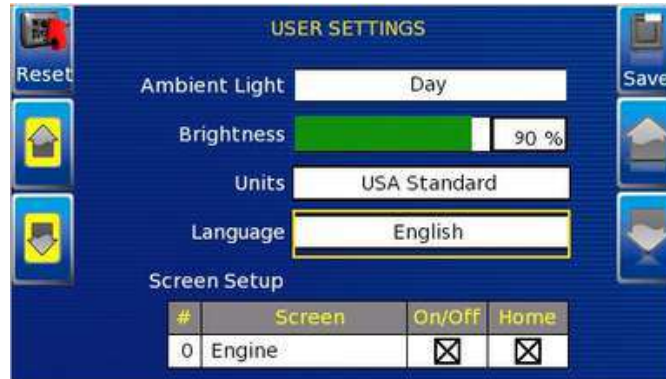 USER SETTINGS
Reset
Save
Ambient Light Day
Brightness 90 %
Units USA Standard
Language English
Screen Setup
# Screen On/Off Home
0 Engine